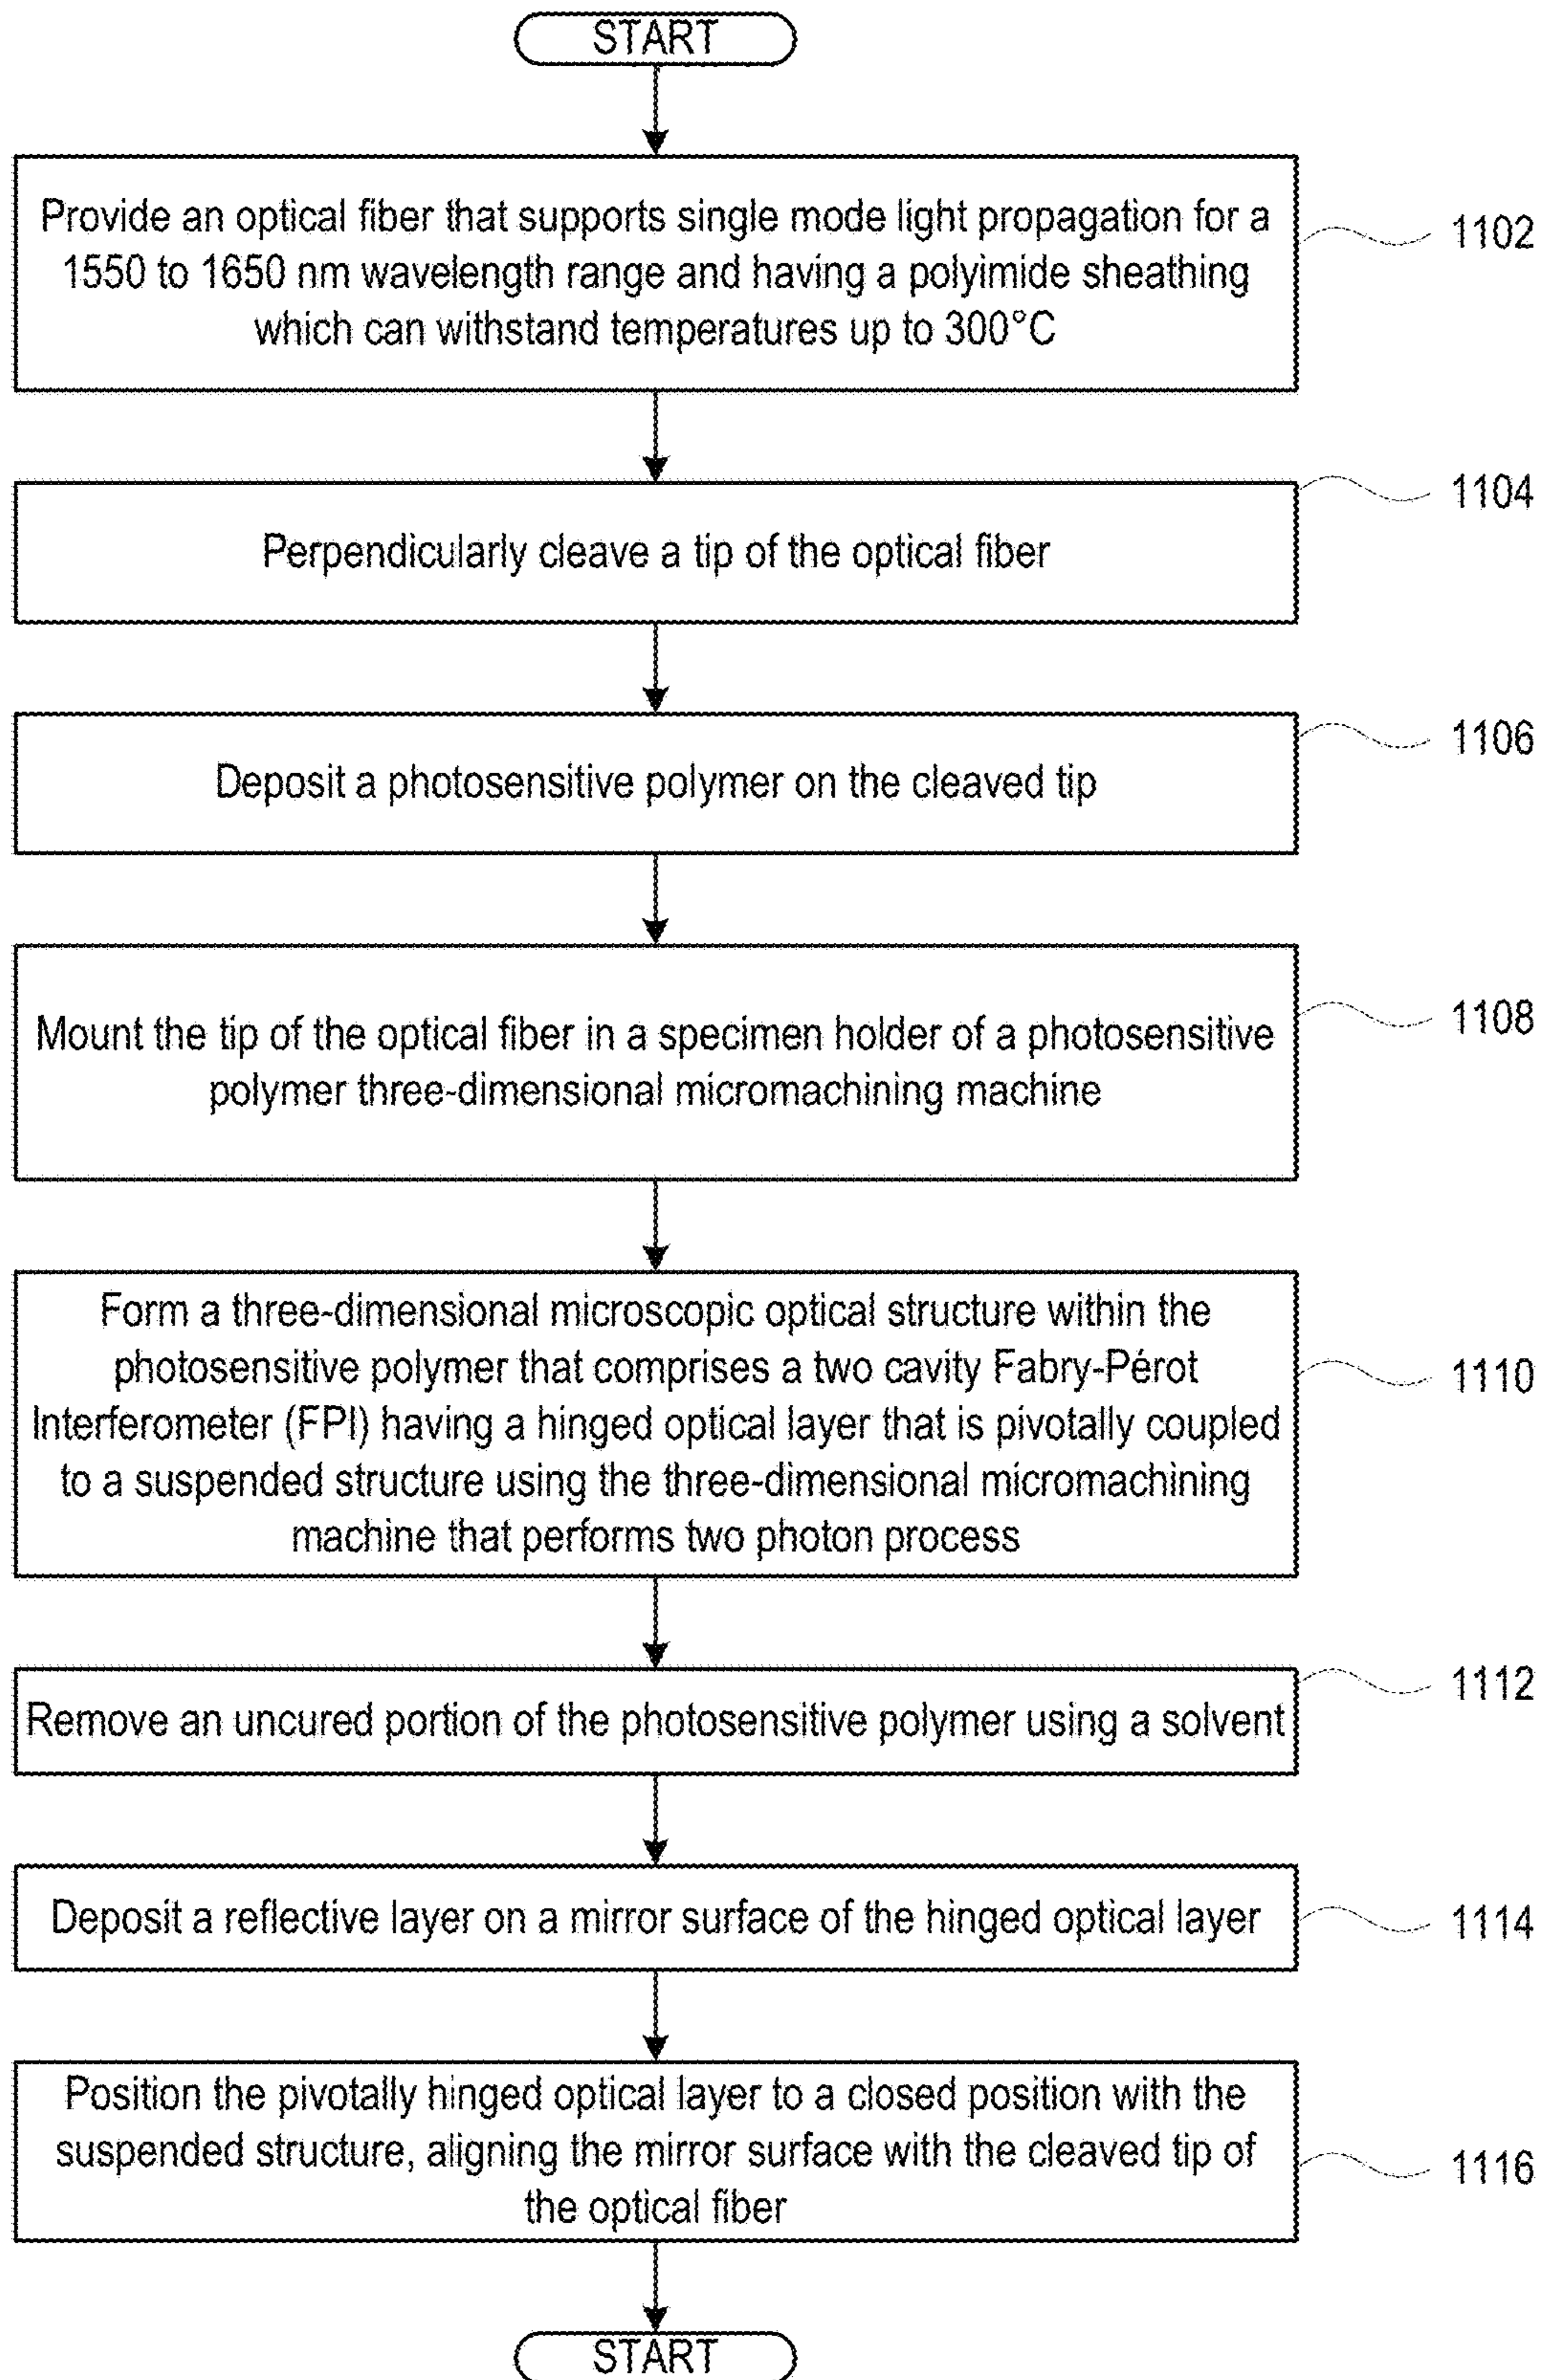 START
Provide an optical fiber that supports single mode light propagation for a
1550 to 1650 nm wavelength range and having a polyimide sheathing
which can withstand temperatures up to 300°C
1102
Perpendicularly cleave a tip of the optical fiber
1104
Deposit a photosensitive polymer on the cleaved tip
1106
Mount the tip of the optical fiber in a specimen holder of a photosensitive
polymer three-dimensional micromachining machine
1108
Form a three-dimensional microscopic optical structure within the
photosensitive polymer that comprises a two cavity Fabry-Pérot
Interferometer (FPI) having a hinged optical layer that is pivotally coupled
to a suspended structure using the three-dimensional micromachining
machine that performs two photon process
1110
Remove an uncured portion of the photosensitive polymer using a solvent
1112
Deposit a reflective layer on a mirror surface of the hinged optical layer
1114
Position the pivotally hinged optical layer to a closed position with the
suspended structure, aligning the mirror surface with the cleaved tip of
the optical fiber
1116
START